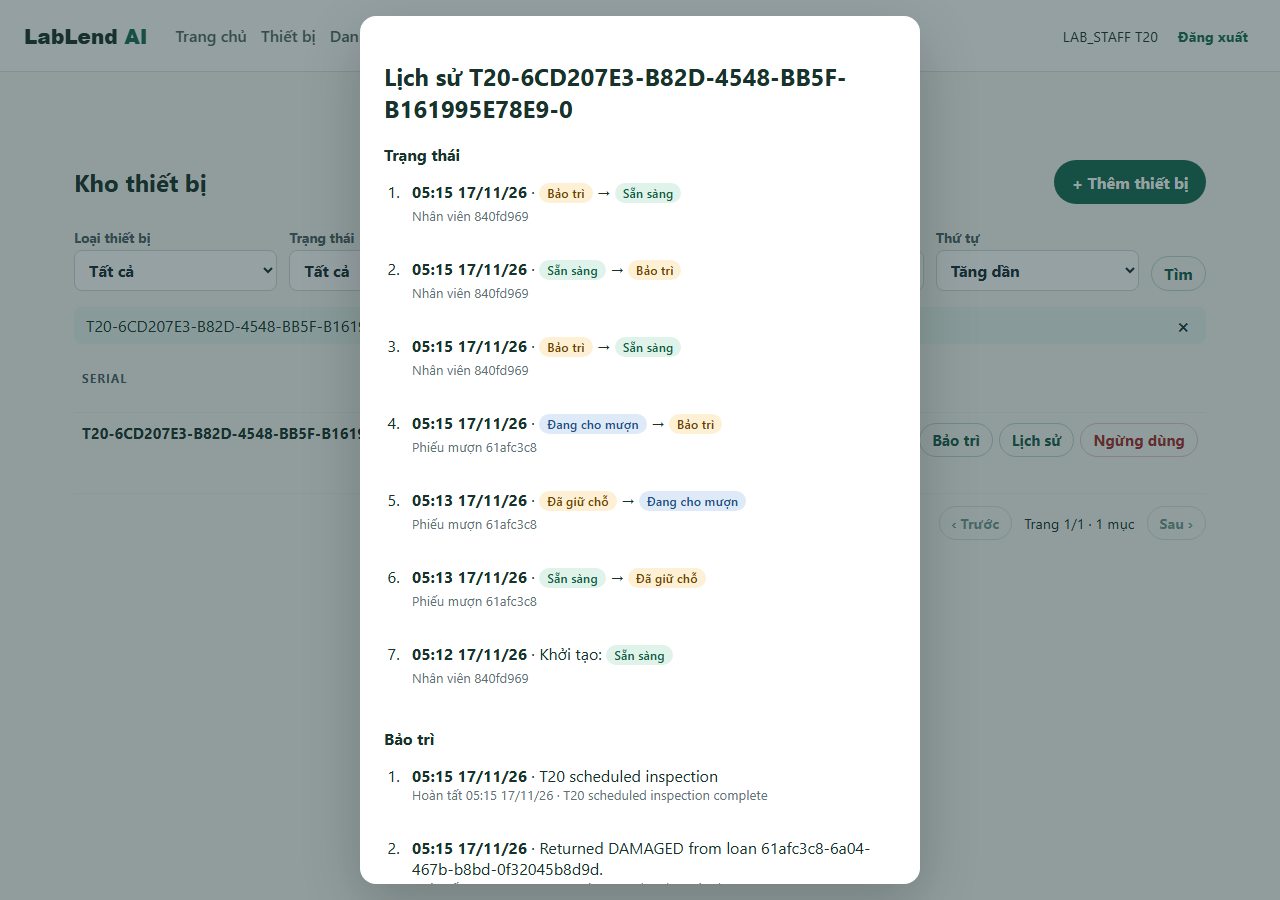 LabLend AI
Trang chủ
Thiết bị
Dan
LAB_STAFF T20
Đăng xuất
Kho thiết bị
+ Thêm thiết bị
Loại thiết bị
Trạng thái
Thứ tự
Tất cả
Tất cả
Tăng dần
Tìm
T20-6CD207E3-B82D-4548-BB5F-B1619
×
SERIAL
T20-6CD207E3-B82D-4548-BB5F-B1619
Bảo trì
Lịch sử
Ngừng dùng
‹ Trước
Trang 1/1 · 1 mục
Sau ›
Lịch sử T20-6CD207E3-B82D-4548-BB5F-
B161995E78E9-0
Trạng thái
1. 05:15 17/11/26 · Bảo trì → Sẵn sàng
Nhân viên 840fd969
2. 05:15 17/11/26 · Sẵn sàng → Bảo trì
Nhân viên 840fd969
3. 05:15 17/11/26 · Bảo trì → Sẵn sàng
Nhân viên 840fd969
4. 05:15 17/11/26 · Đang cho mượn → Bảo trì
Phiếu mượn 61afc3c8
5. 05:13 17/11/26 · Đã giữ chỗ → Đang cho mượn
Phiếu mượn 61afc3c8
6. 05:13 17/11/26 · Sẵn sàng → Đã giữ chỗ
Phiếu mượn 61afc3c8
7. 05:12 17/11/26 · Khởi tạo: Sẵn sàng
Nhân viên 840fd969
Bảo trì
1. 05:15 17/11/26 · T20 scheduled inspection
Hoàn tất 05:15 17/11/26 · T20 scheduled inspection complete
2. 05:15 17/11/26 · Returned DAMAGED from loan 61afc3c8-6a04-
467b-b8bd-0f32045b8d9d.